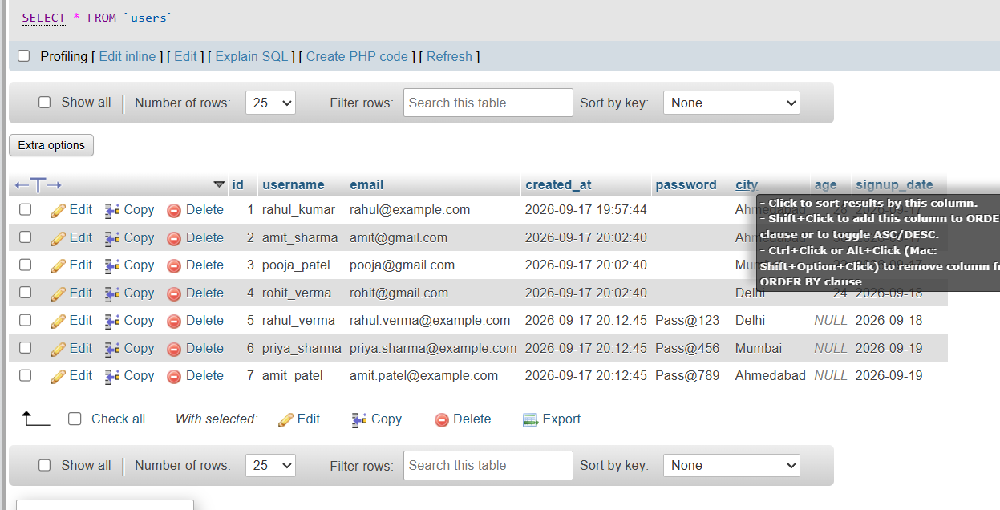 SELECT * FROM `users`
Profiling [ Edit inline ] [ Edit ] [ Explain SQL ] [ Create PHP code ] [ Refresh ]
Show all Number of rows: 25 Filter rows: Search this table Sort by key: None
Extra options
id username email created_at password city age signup_date
Edit Copy Delete 1 rahul_kumar rahul@example.com 2026-09-17 19:57:44
Edit Copy Delete 2 amit_sharma amit@gmail.com 2026-09-17 20:02:40
Edit Copy Delete 3 pooja_patel pooja@gmail.com 2026-09-17 20:02:40
Edit Copy Delete 4 rohit_verma rohit@gmail.com 2026-09-17 20:02:40 Delhi 24 2026-09-18
- Click to sort results by this column.
- Shift+Click to add this column to ORDE
clause or to toggle ASC/DESC.
- Ctrl+Click or Alt+Click (Mac:
Shift+Option+Click) to remove column f
ORDER BY clause
Edit Copy Delete 5 rahul_verma rahul.verma@example.com 2026-09-17 20:12:45 Pass@123 Delhi NULL 2026-09-18
Edit Copy Delete 6 priya_sharma priya.sharma@example.com 2026-09-17 20:12:45 Pass@456 Mumbai NULL 2026-09-19
Edit Copy Delete 7 amit_patel amit.patel@example.com 2026-09-17 20:12:45 Pass@789 Ahmedabad NULL 2026-09-19
Check all With selected: Edit Copy Delete Export
Show all Number of rows: 25 Filter rows: Search this table Sort by key: None